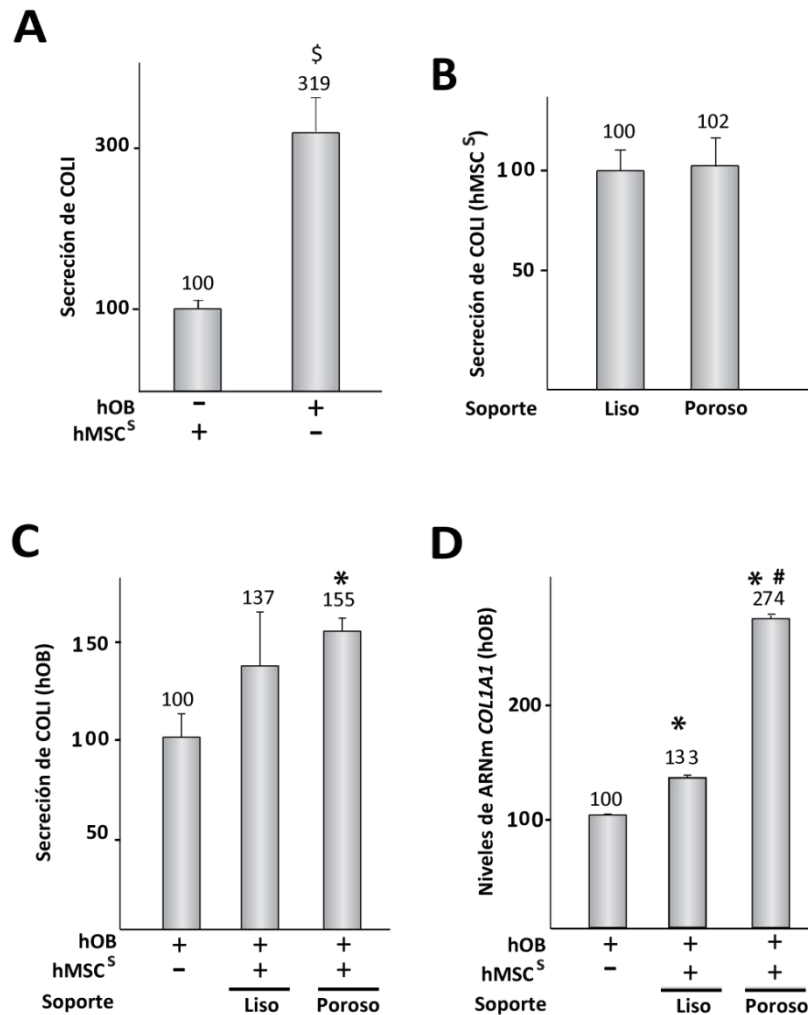 A
Secreción de COLI
300
100
100
$
319
hOB - +
hMSC S + -
B
Secreción de COLI (hMSC S)
100
50
100
102
Soporte Liso Poroso
C
Secreción de COLI (hOB)
150
100
50
100
137
*
155
hOB + + +
hMSC S - + +
Soporte Liso Poroso
D
Niveles de ARNm COL1A1 (hOB)
200
100
100
*
133
* #
274
hOB + + +
hMSC S - + +
Soporte Liso Poroso